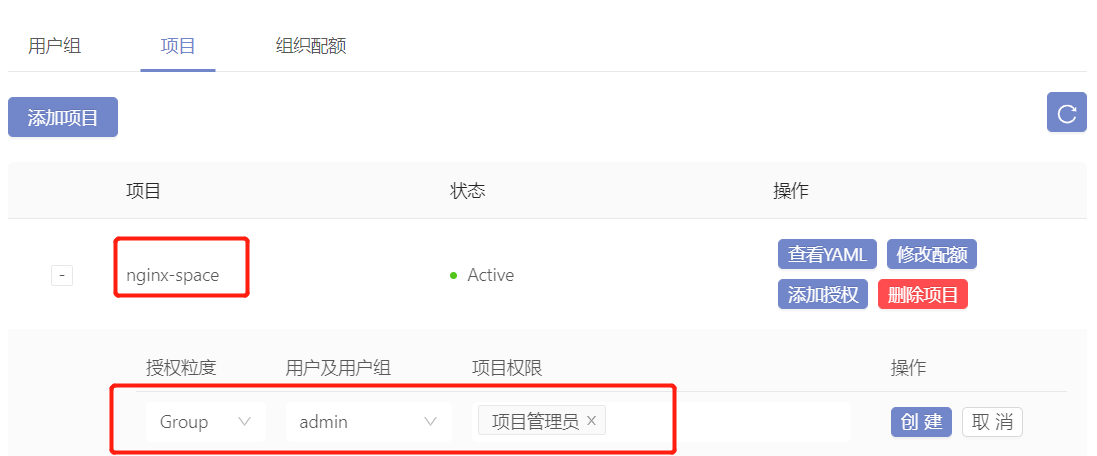 用户组 项目 组织配额
添加项目
项目 状态 操作
- nginx-space Active 查看YAML 修改配额
添加授权 删除项目
授权粒度 用户及用户组 项目权限 操作
Group admin 项目管理员 × 创 建 取 消